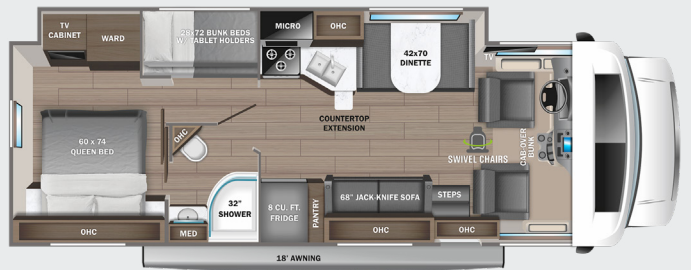 TV
CABINET
WARD
28x72 BUNK BEDS
W/ TABLET HOLDERS
MICRO
OHC
42x70
DINETTE
TV
COUNTERTOP
EXTENSION
OHC
60 x 74
QUEEN BED
SWIVEL CHAIRS
CAB-OVER
BUNK
32"
SHOWER
8 CU. FT.
FRIDGE
PANTRY
68" JACK-KNIFE SOFA
STEPS
OHC
MED
OHC
OHC
18' AWNING